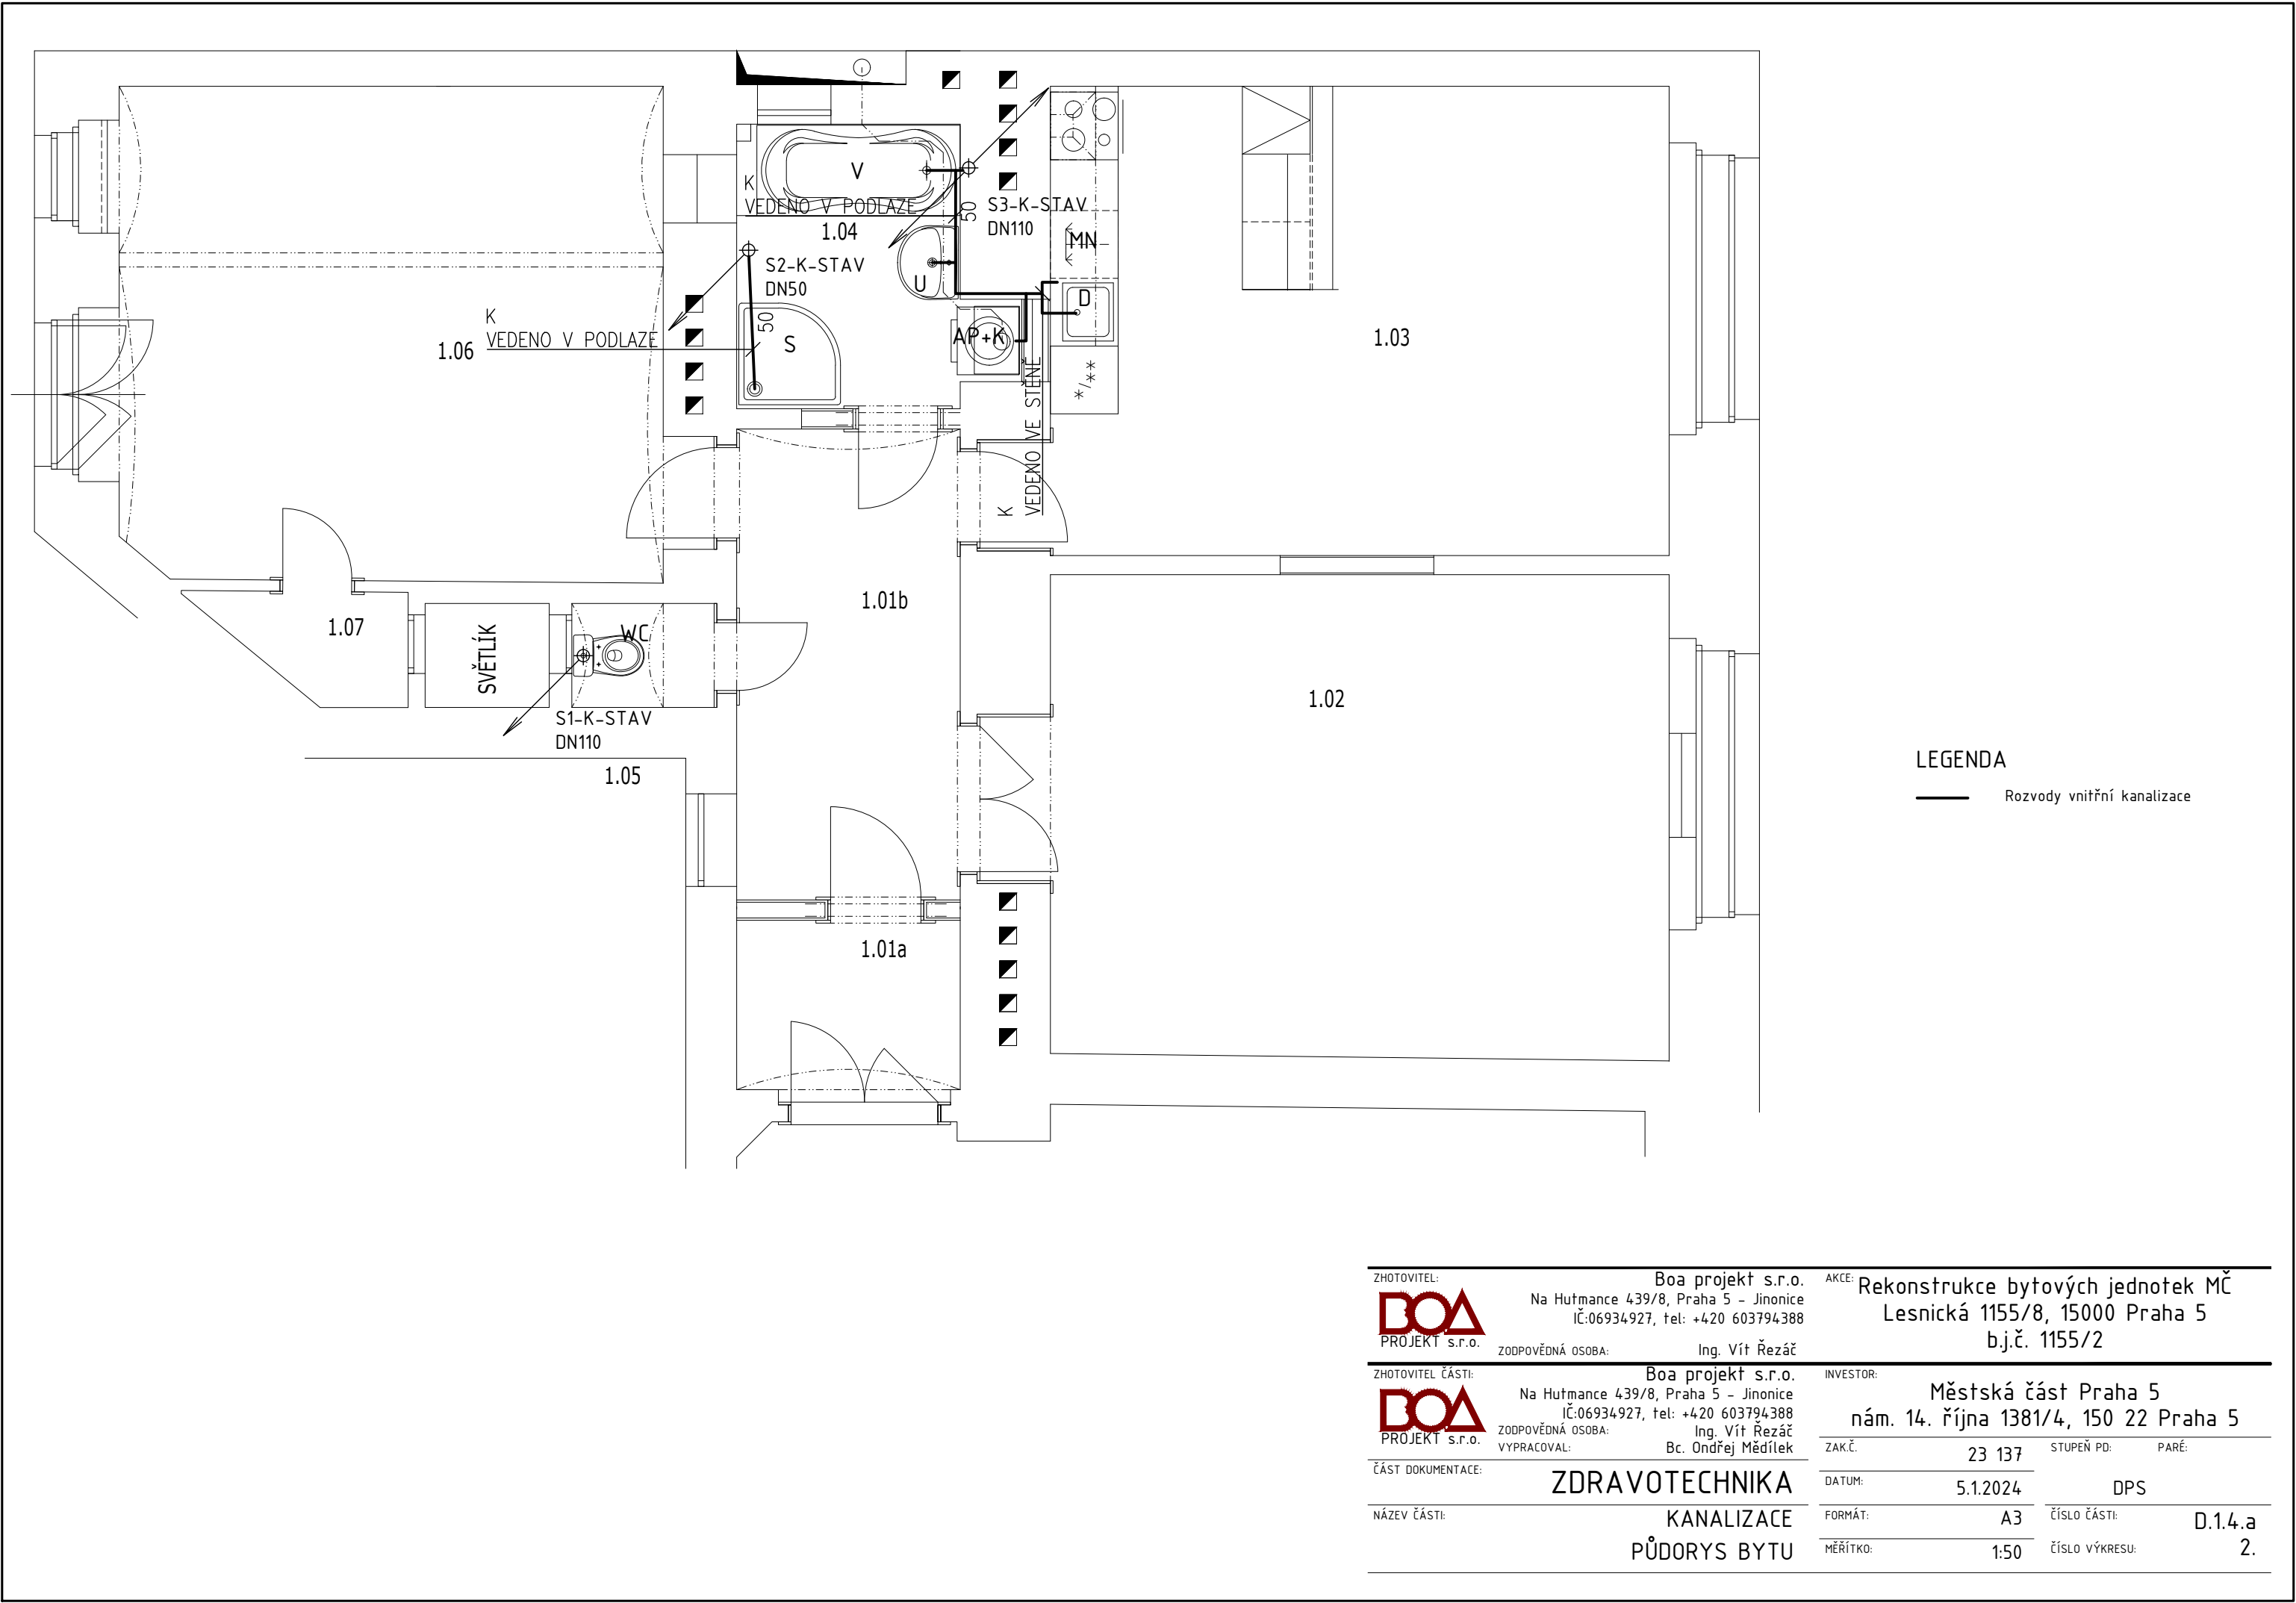 K
VEDENO V PODLAZE
V
1.04
50
S3-K-STAV
DN110
MN
S2-K-STAV
DN50
U
D
K
VEDENO V PODLAZE
1.06
50
S
AP+K
1.03
*/**
K
VEDENO VE STĚNĚ
1.01b
1.07
SVĚTLÍK
WC
1.02
S1-K-STAV
DN110
1.05
LEGENDA
Rozvody vnitřní kanalizace
1.01a
ZHOTOVITEL:
BOA
PROJEKT s.r.o.
Boa projekt s.r.o.
Na Hutmance 439/8, Praha 5 - Jinonice
IČ:06934927, tel: +420 603794388
ZODPOVĚDNÁ OSOBA: Ing. Vít Řezáč
AKCE: Rekonstrukce bytových jednotek MČ
Lesnická 1155/8, 15000 Praha 5
b.j.č. 1155/2
ZHOTOVITEL ČÁSTI:
BOA
PROJEKT s.r.o.
Boa projekt s.r.o.
Na Hutmance 439/8, Praha 5 - Jinonice
IČ:06934927, tel: +420 603794388
ZODPOVĚDNÁ OSOBA: Ing. Vít Řezáč
VYPRACOVAL: Bc. Ondřej Mědílek
INVESTOR:
Městská část Praha 5
nám. 14. října 1381/4, 150 22 Praha 5
ČÁST DOKUMENTACE:
ZDRAVOTECHNIKA
NÁZEV ČÁSTI:
KANALIZACE
PŮDORYS BYTU
ZAK.Č. 23 137
STUPEŇ PD: PARÉ:
DATUM: 5.1.2024
DPS
FORMÁT: A3
ČÍSLO ČÁSTI: D.1.4.a
MĚŘÍTKO: 1:50
ČÍSLO VÝKRESU: 2.